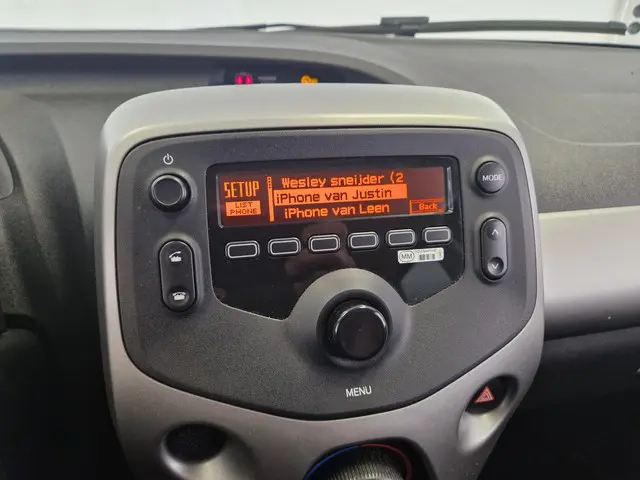 SETUP
LIST
PHONE
Wesley sneijder (2
iPhone van Justin
iPhone van Leen
Back
MODE
MM
MENU